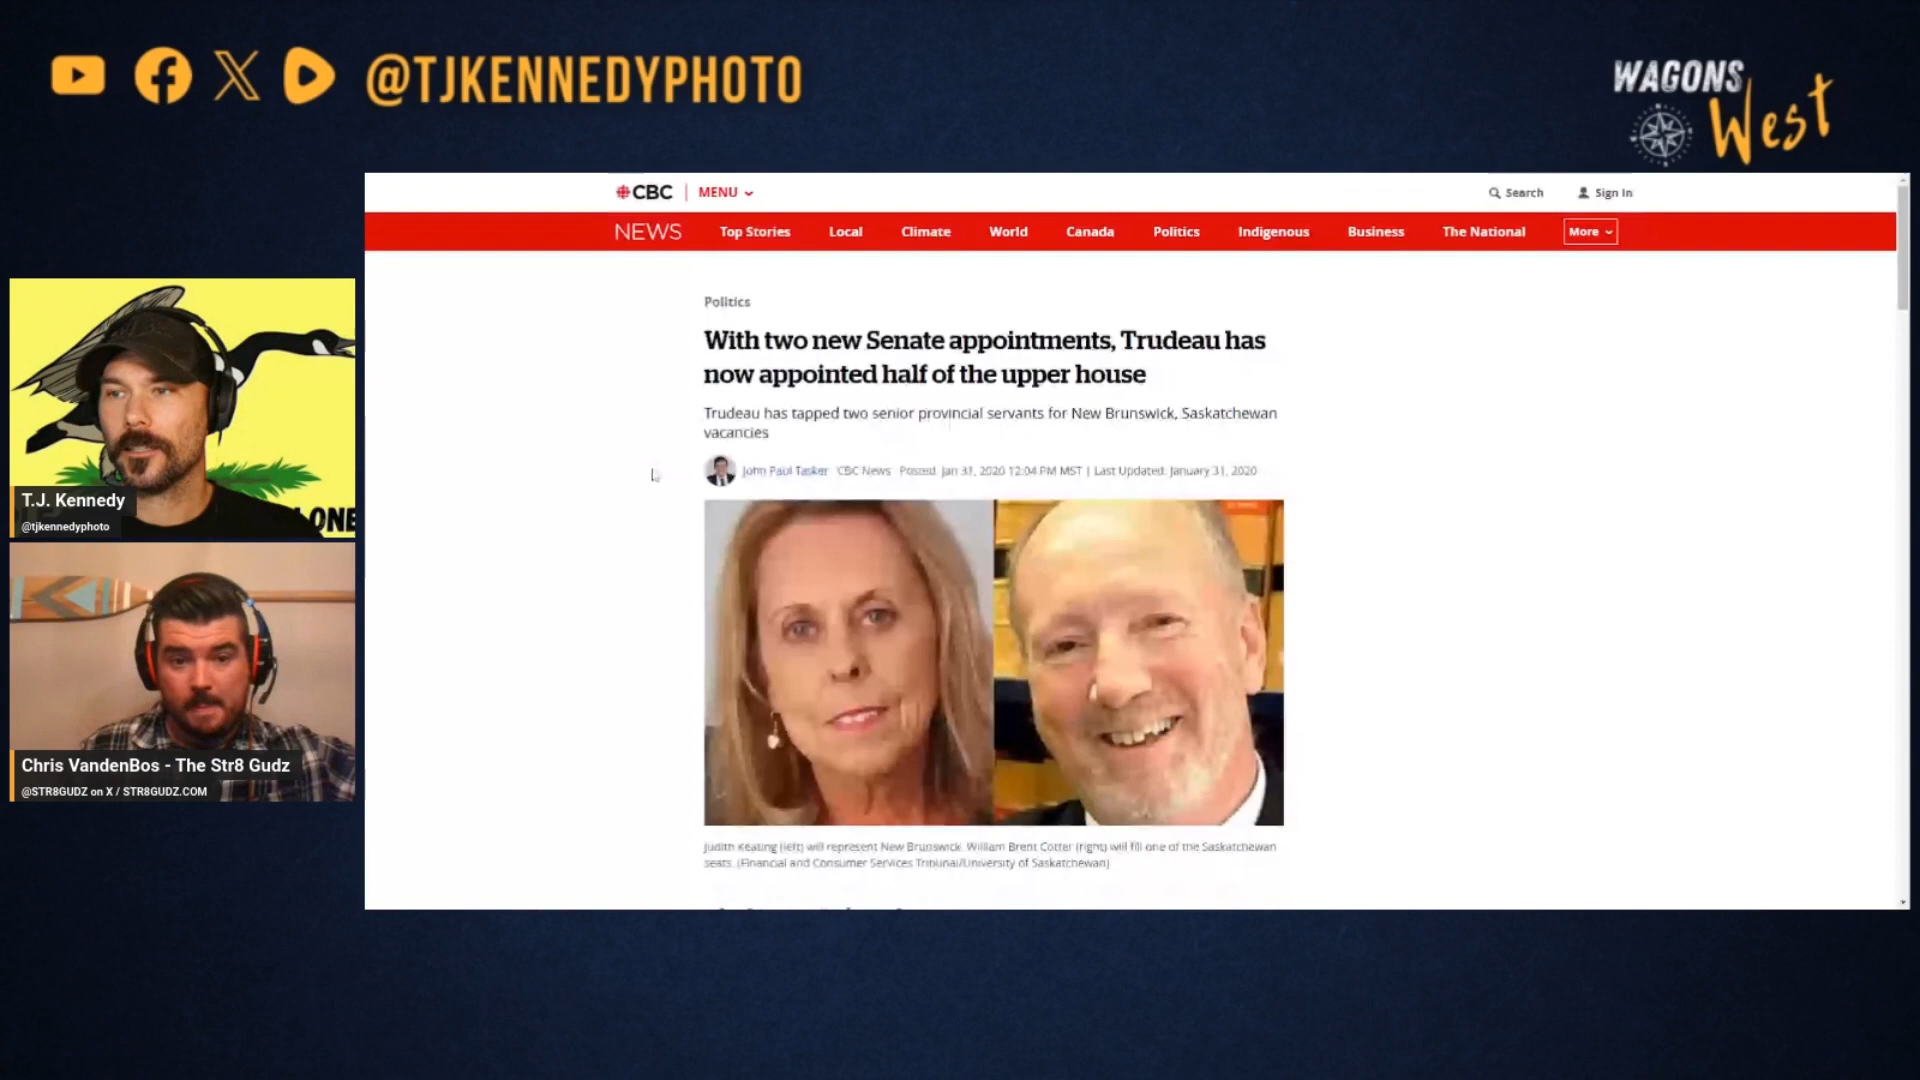 @TJKENNEDYPHOTO
WAGONS
West
CBC
MENU
Search
Sign In
NEWS
Top Stories
Local
Climate
World
Canada
Politics
Indigenous
Business
The National
More
Politics
With two new Senate appointments, Trudeau has
now appointed half of the upper house
Trudeau has tapped two senior provincial servants for New Brunswick, Saskatchewan
vacancies
John Paul Tasker CBC News Posted: Jan 31, 2020 12:04 PM MST | Last Updated: January 31, 2020
Judith Keating (left) will represent New Brunswick. William Brent Cotter (right) will fill one of the Saskatchewan
seats. (Financial and Consumer Services Tribunal/University of Saskatchewan)
T.J. Kennedy
@tjkennedyphoto
Chris VandenBos - The Str8 Gudz
@STR8GUDZ on X / STR8GUDZ.COM